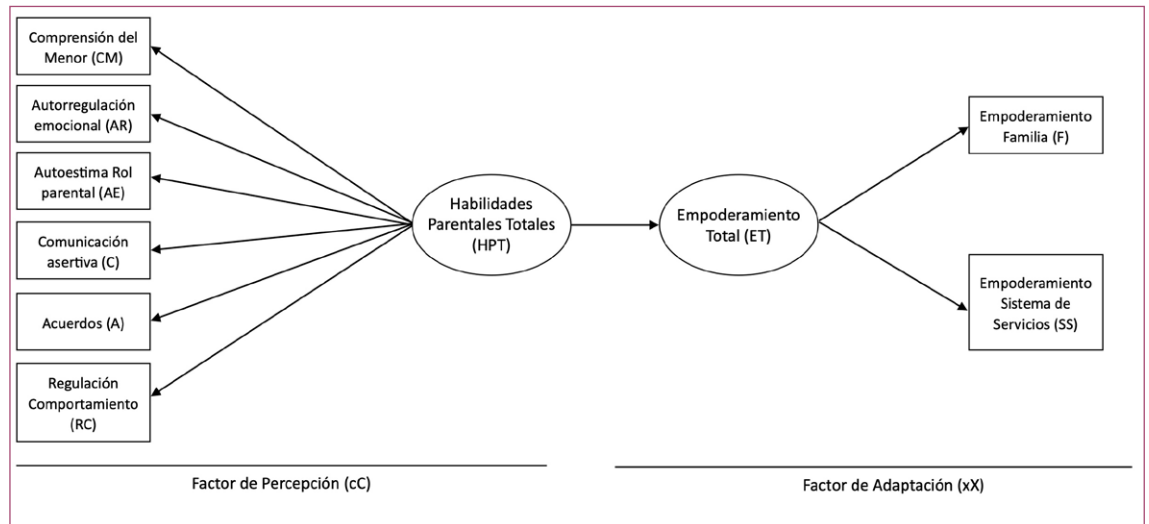 Comprensión del
Menor (CM)
Autorregulación
emocional (AR)
Autoestima Rol
parental (AE)
Comunicación
asertiva (C)
Acuerdos (A)
Regulación
Comportamiento
(RC)
Habilidades
Parentales Totales
(HPT)
Empoderamiento
Total (ET)
Empoderamiento
Familia (F)
Empoderamiento
Sistema de
Servicios (SS)
Factor de Percepción (cC)
Factor de Adaptación (xX)